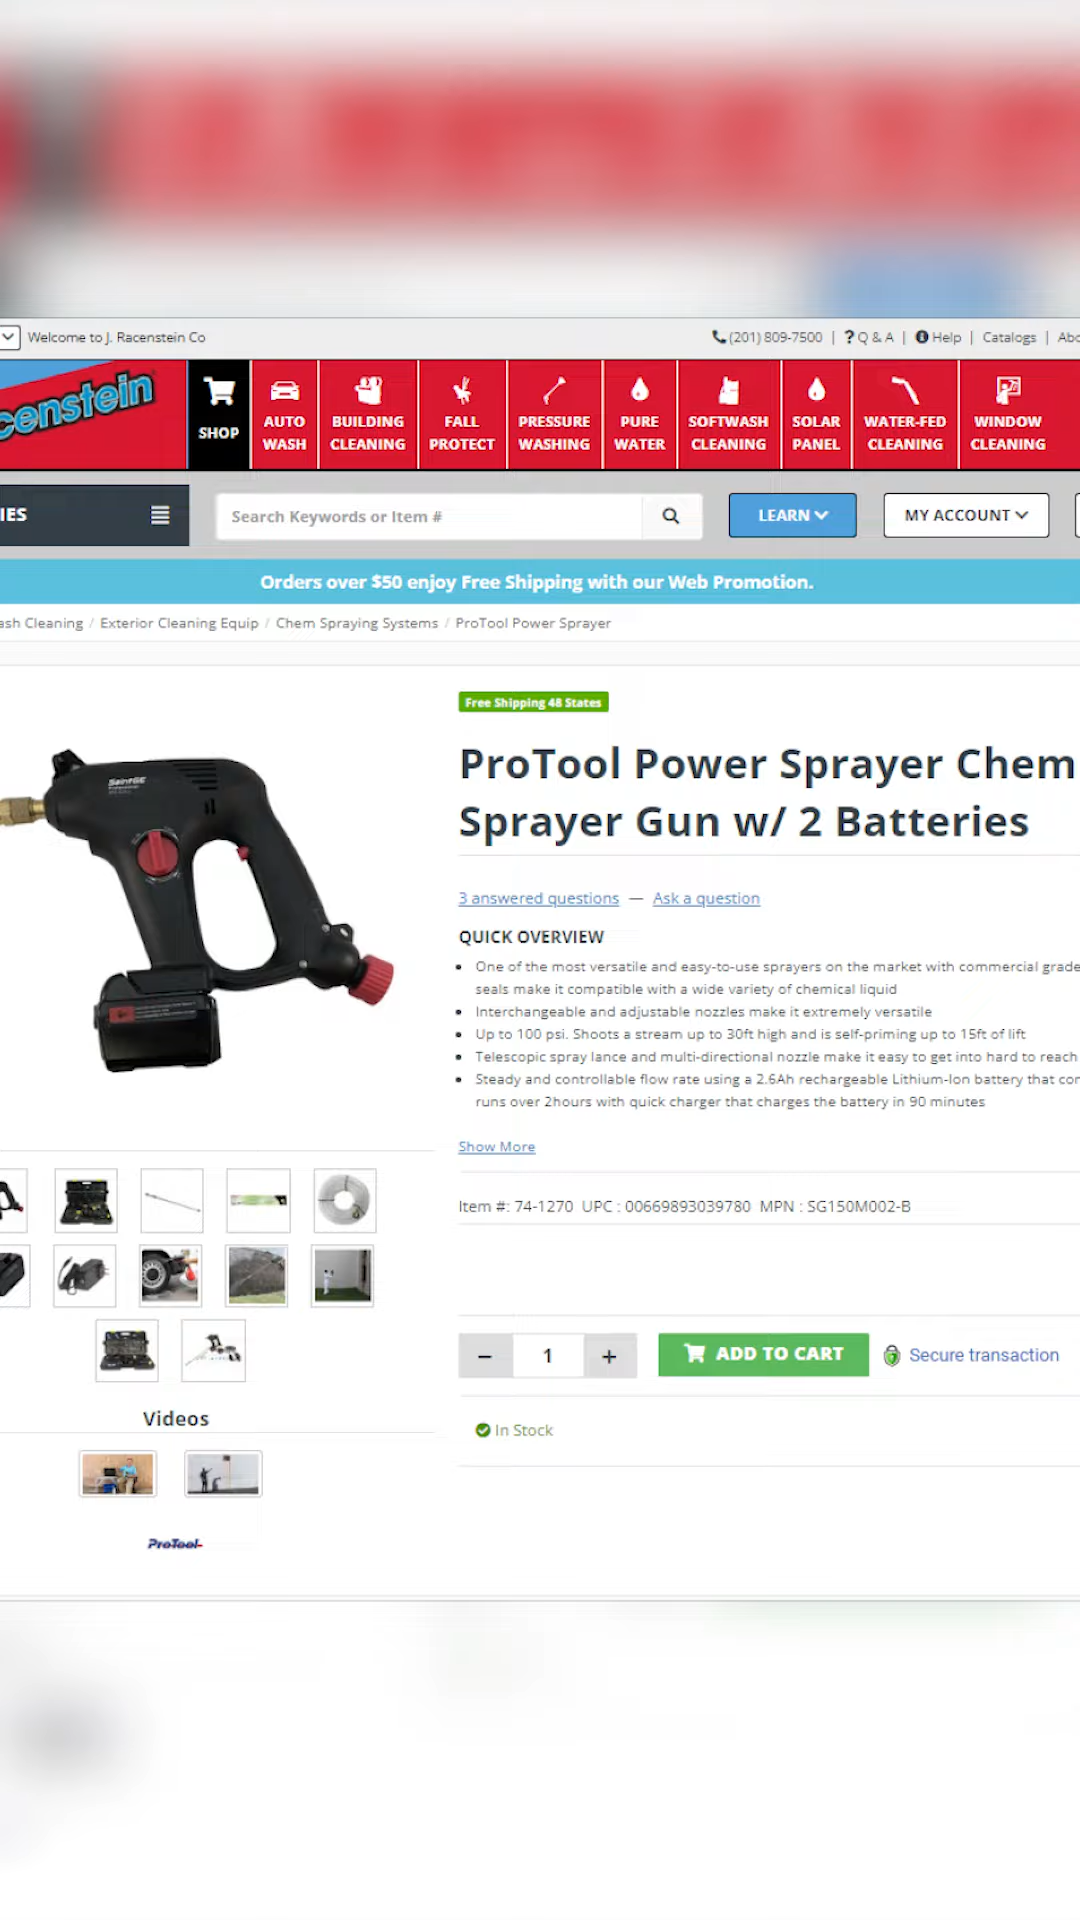 Welcome to J. Racenstein Co
(201) 809-7500 | ? Q & A | Help | Catalogs | Abo
censtein
SHOP
AUTO WASH
BUILDING CLEANING
FALL PROTECT
PRESSURE WASHING
PURE WATER
SOFTWASH CLEANING
SOLAR PANEL
WATER-FED CLEANING
WINDOW CLEANING
IES
Search Keywords or Item #
LEARN
MY ACCOUNT
Orders over $50 enjoy Free Shipping with our Web Promotion.
ash Cleaning / Exterior Cleaning Equip / Chem Spraying Systems / ProTool Power Sprayer
Free Shipping 48 States
ProTool Power Sprayer Chem
Sprayer Gun w/ 2 Batteries
3 answered questions — Ask a question
QUICK OVERVIEW
• One of the most versatile and easy-to-use sprayers on the market with commercial grade
seals make it compatible with a wide variety of chemical liquid
• Interchangeable and adjustable nozzles make it extremely versatile
• Up to 100 psi. Shoots a stream up to 30ft high and is self-priming up to 15ft of lift
• Telescopic spray lance and multi-directional nozzle make it easy to get into hard to reach
• Steady and controllable flow rate using a 2.6Ah rechargeable Lithium-Ion battery that con
runs over 2hours with quick charger that charges the battery in 90 minutes
Show More
Item #: 74-1270 UPC : 00669893039780 MPN : SG150M002-B
− 1 +
ADD TO CART
Secure transaction
In Stock
Videos
ProTool